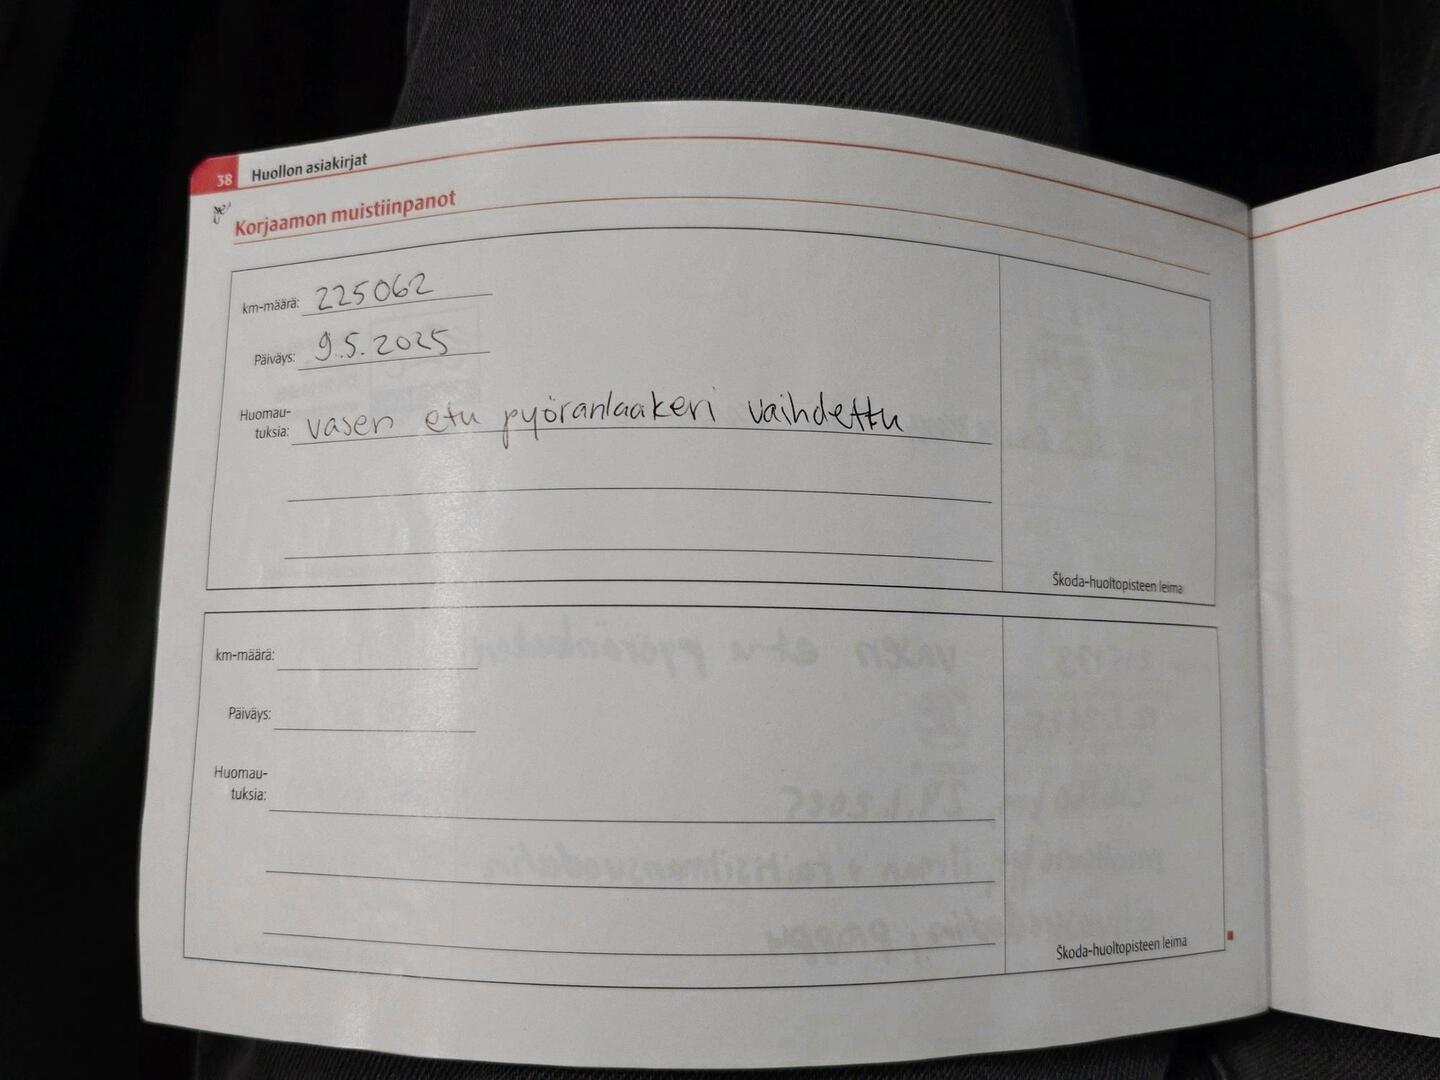 38 Huollon asiakirjat
Korjaamon muistiinpanot
km-määrä: 225062
Päiväys: 9.5.2025
Huomau-
tuksia: vasen etu pyöranlaakeri vaihdettu
Škoda-huoltopisteen leima
km-määrä:
Päiväys:
Huomau-
tuksia:
Škoda-huoltopisteen leima